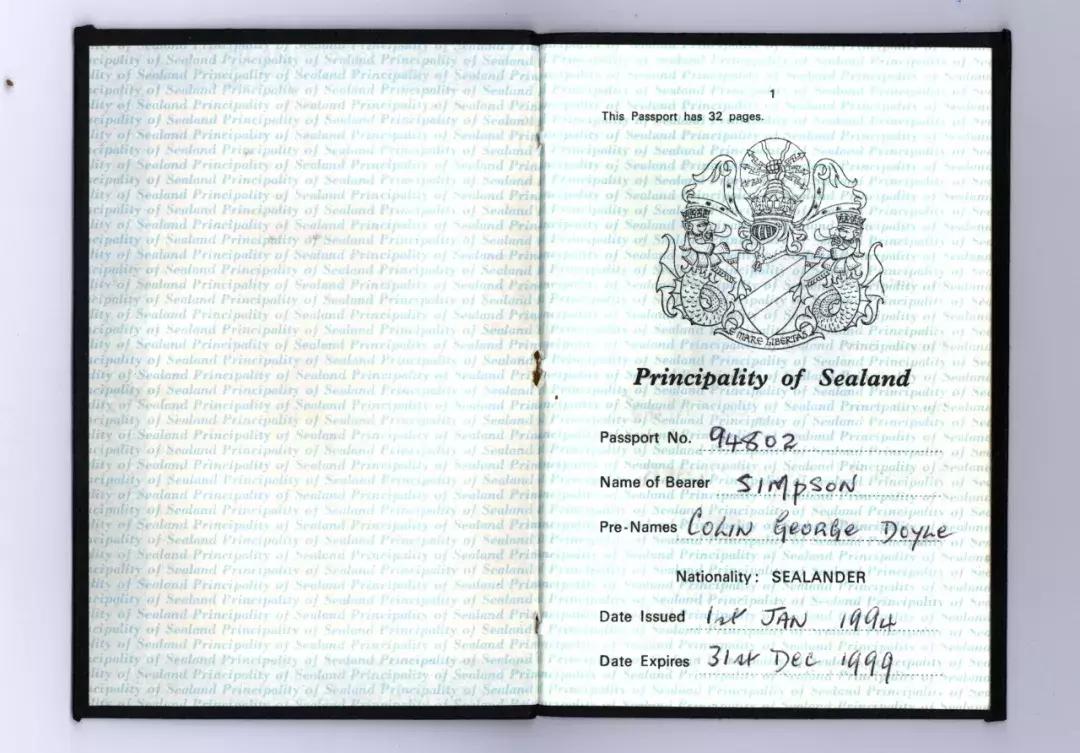 1
This Passport has 32 pages.
E MARE LIBERTAS
Principality of Sealand
Passport No. 94802
Name of Bearer SIMPSON
Pre-Names COLIN GEORGE DOYLE
Nationality: SEALANDER
Date Issued 1st JAN 1994
Date Expires 31st DEC 1999